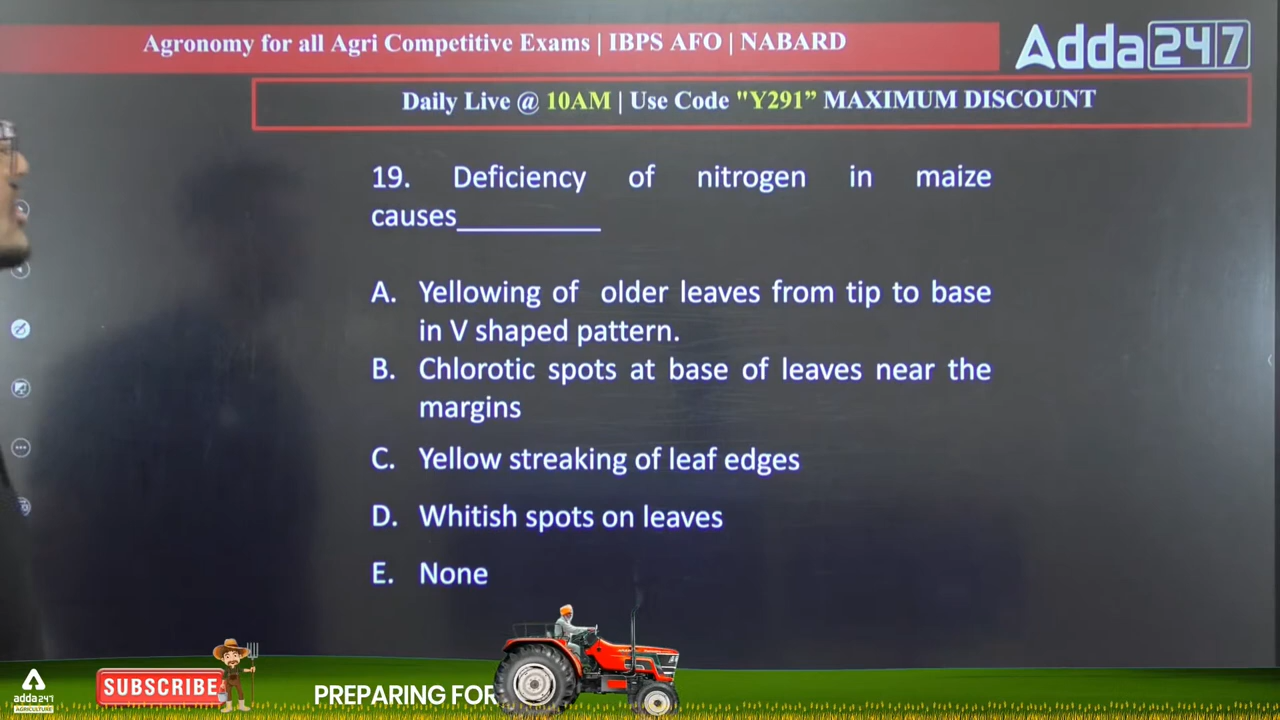 Agronomy for all Agri Competitive Exams | IBPS AFO | NABARD
Adda247
Daily Live @ 10AM | Use Code "Y291” MAXIMUM DISCOUNT
19. Deficiency of nitrogen in maize
causes__________
A. Yellowing of older leaves from tip to base
in V shaped pattern.
B. Chlorotic spots at base of leaves near the
margins
C. Yellow streaking of leaf edges
D. Whitish spots on leaves
E. None
adda247
AGRICULTURE
SUBSCRIBE
PREPARING FOR